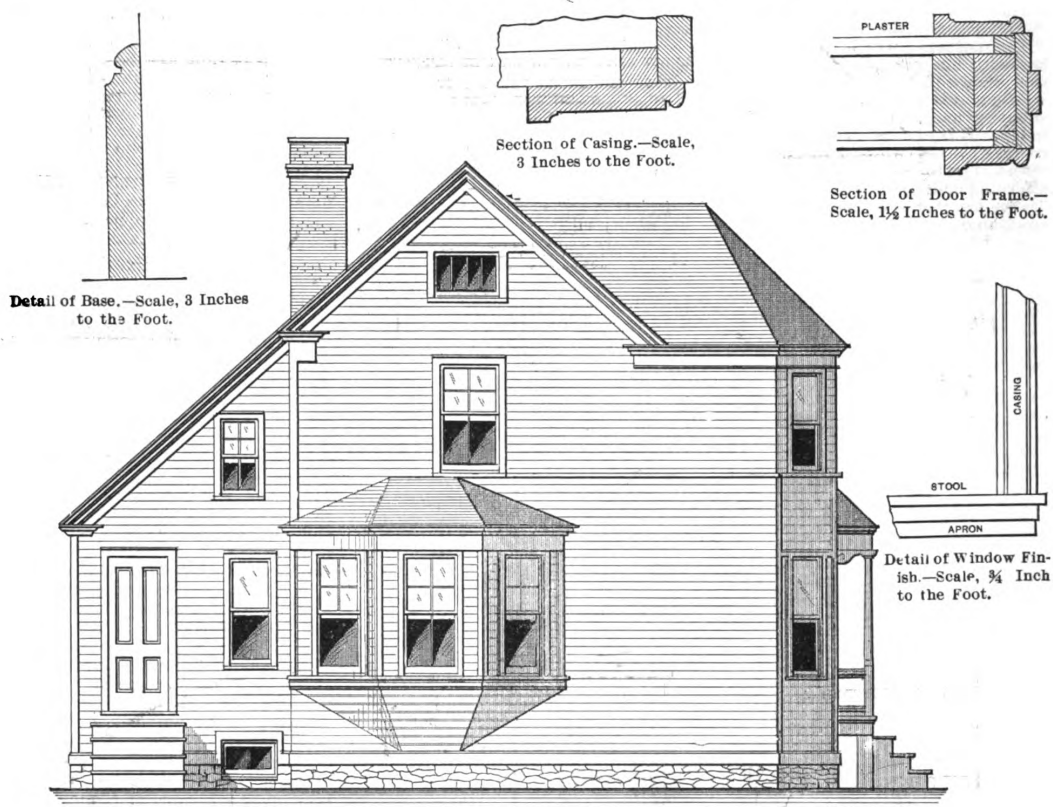 PLASTER
Section of Casing.—Scale,
3 Inches to the Foot.
Section of Door Frame.—
Scale, 1½ Inches to the Foot.
Detail of Base.—Scale, 3 Inches
to the Foot.
CASING
STOOL
APRON
Detail of Window Fin-
ish.—Scale, ¾ Inch
to the Foot.